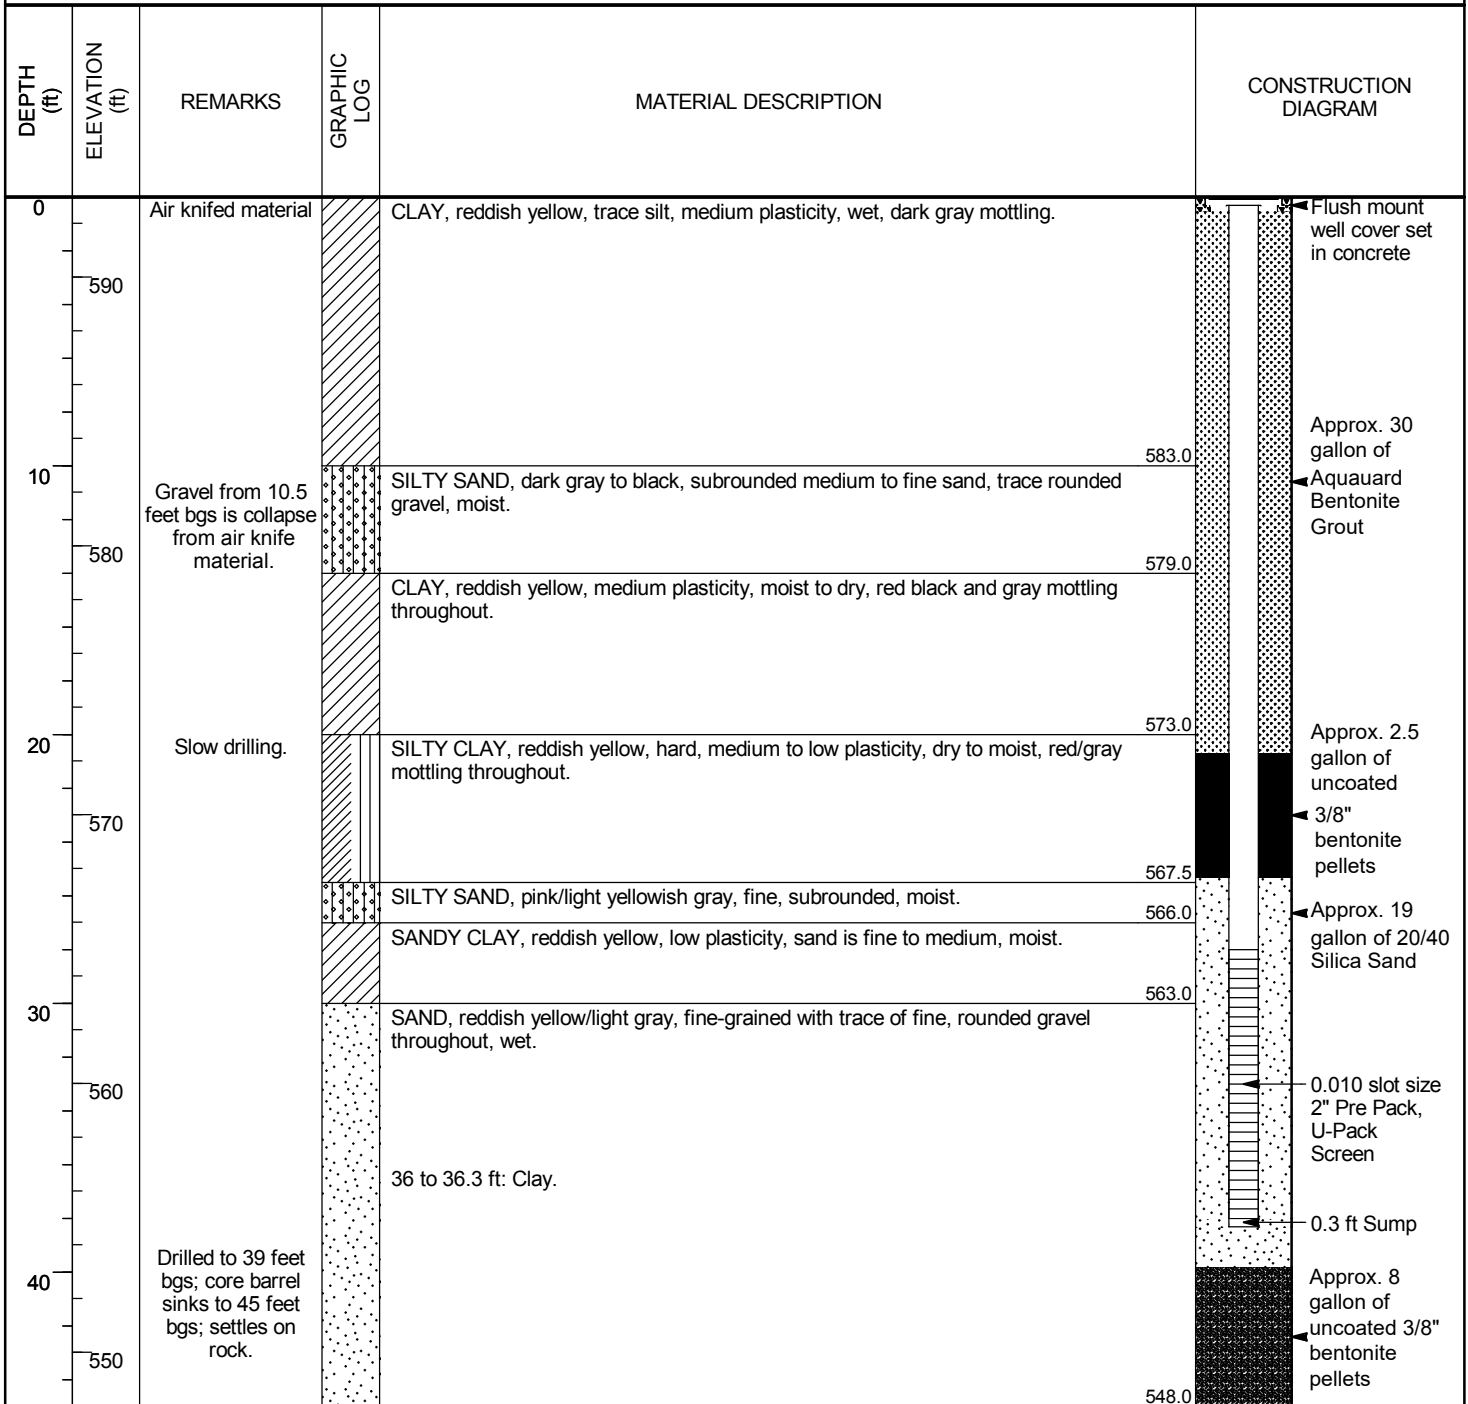 DEPTH
(ft)
ELEVATION
(ft)
REMARKS
GRAPHIC
LOG
MATERIAL DESCRIPTION
CONSTRUCTION
DIAGRAM
0
Air knifed material
CLAY, reddish yellow, trace silt, medium plasticity, wet, dark gray mottling.
Flush mount
well cover set
in concrete
590
583.0
Approx. 30
gallon of
Aquauard
Bentonite
Grout
10
Gravel from 10.5
feet bgs is collapse
from air knife
material.
SILTY SAND, dark gray to black, subrounded medium to fine sand, trace rounded
gravel, moist.
580
579.0
CLAY, reddish yellow, medium plasticity, moist to dry, red black and gray mottling
throughout.
573.0
20
Slow drilling.
SILTY CLAY, reddish yellow, hard, medium to low plasticity, dry to moist, red/gray
mottling throughout.
Approx. 2.5
gallon of
uncoated
3/8"
bentonite
pellets
570
567.5
SILTY SAND, pink/light yellowish gray, fine, subrounded, moist.
566.0
Approx. 19
gallon of 20/40
Silica Sand
SANDY CLAY, reddish yellow, low plasticity, sand is fine to medium, moist.
563.0
30
SAND, reddish yellow/light gray, fine-grained with trace of fine, rounded gravel
throughout, wet.
560
0.010 slot size
2" Pre Pack,
U-Pack
Screen
36 to 36.3 ft: Clay.
0.3 ft Sump
40
Drilled to 39 feet
bgs; core barrel
sinks to 45 feet
bgs; settles on
rock.
Approx. 8
gallon of
uncoated 3/8"
bentonite
pellets
550
548.0